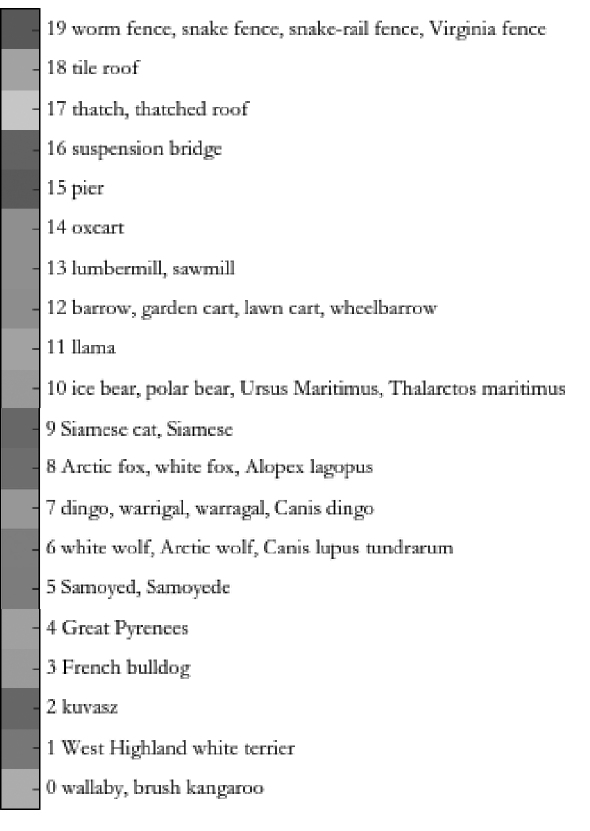 19 worm fence, snake fence, snake-rail fence, Virginia fence
18 tile roof
17 thatch, thatched roof
16 suspension bridge
15 pier
14 oxcart
13 lumbermill, sawmill
12 barrow, garden cart, lawn cart, wheelbarrow
11 llama
10 ice bear, polar bear, Ursus Maritimus, Thalarctos maritimus
9 Siamese cat, Siamese
8 Arctic fox, white fox, Alopex lagopus
7 dingo, warrigal, warragal, Canis dingo
6 white wolf, Arctic wolf, Canis lupus tundrarum
5 Samoyed, Samoyede
4 Great Pyrenees
3 French bulldog
2 kuvasz
1 West Highland white terrier
0 wallaby, brush kangaroo